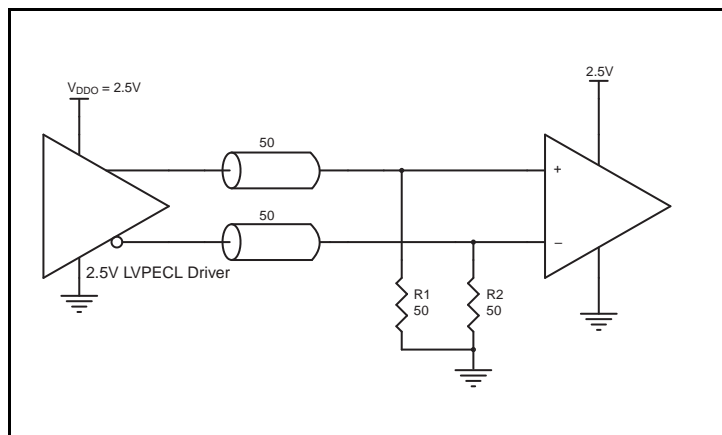 V_DDO = 2.5V
2.5V
50
+
50
−
2.5V LVPECL Driver
R1
50
R2
50